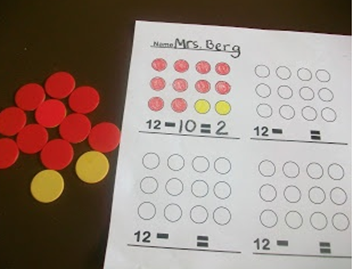 Name Mrs. Berg
12 - 10 = 2
12 - =
12 - =
12 - =